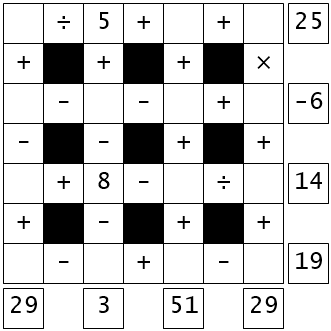 ÷ 5 + + 25
+ + + ×
− − + −6
− − + +
+ 8 − ÷ 14
+ − + +
− + − 19
29 3 51 29